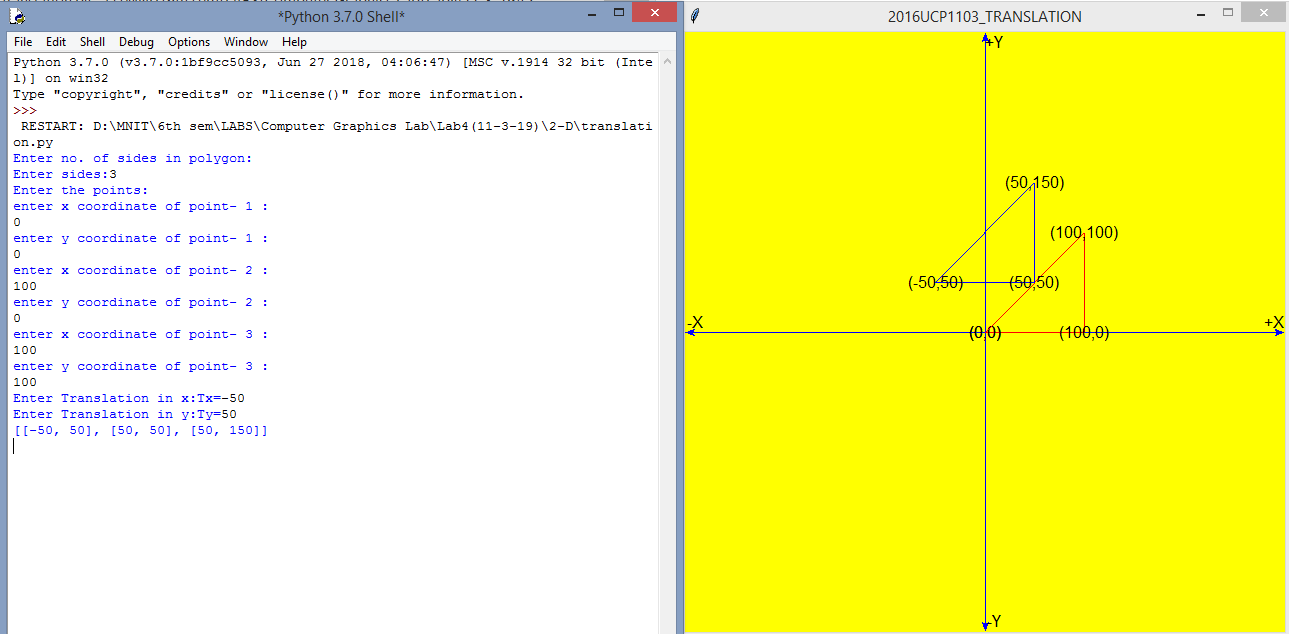 *Python 3.7.0 Shell*
File Edit Shell Debug Options Window Help
Python 3.7.0 (v3.7.0:1bf9cc5093, Jun 27 2018, 04:06:47) [MSC v.1914 32 bit (Inte
l)] on win32
Type "copyright", "credits" or "license()" for more information.
>>>
RESTART: D:\MNIT\6th sem\LABS\Computer Graphics Lab\Lab4(11-3-19)\2-D\translati
on.py
Enter no. of sides in polygon:
Enter sides:3
Enter the points:
enter x coordinate of point- 1 :
0
enter y coordinate of point- 1 :
0
enter x coordinate of point- 2 :
100
enter y coordinate of point- 2 :
0
enter x coordinate of point- 3 :
100
enter y coordinate of point- 3 :
100
Enter Translation in x:Tx=-50
Enter Translation in y:Ty=50
[[-50, 50], [50, 50], [50, 150]]
2016UCP1103_TRANSLATION
+Y
(50,150)
(100,100)
(-50,50) (50,50)
-X +X
(0,0) (100,0)
-Y